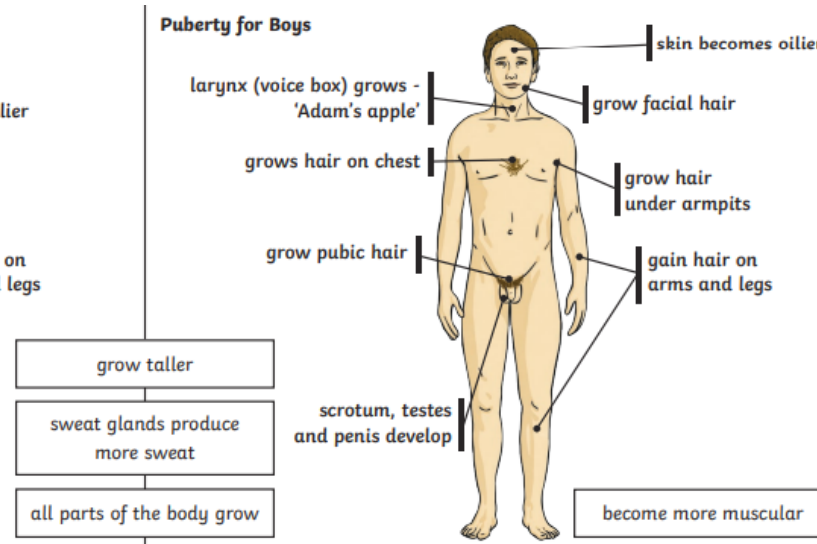 Puberty for Boys
skin becomes oilier
larynx (voice box) grows -
'Adam's apple'
grow facial hair
lier
grows hair on chest
grow hair
under armpits
grow pubic hair
gain hair on
arms and legs
on
legs
grow taller
scrotum, testes
and penis develop
sweat glands produce
more sweat
all parts of the body grow
become more muscular